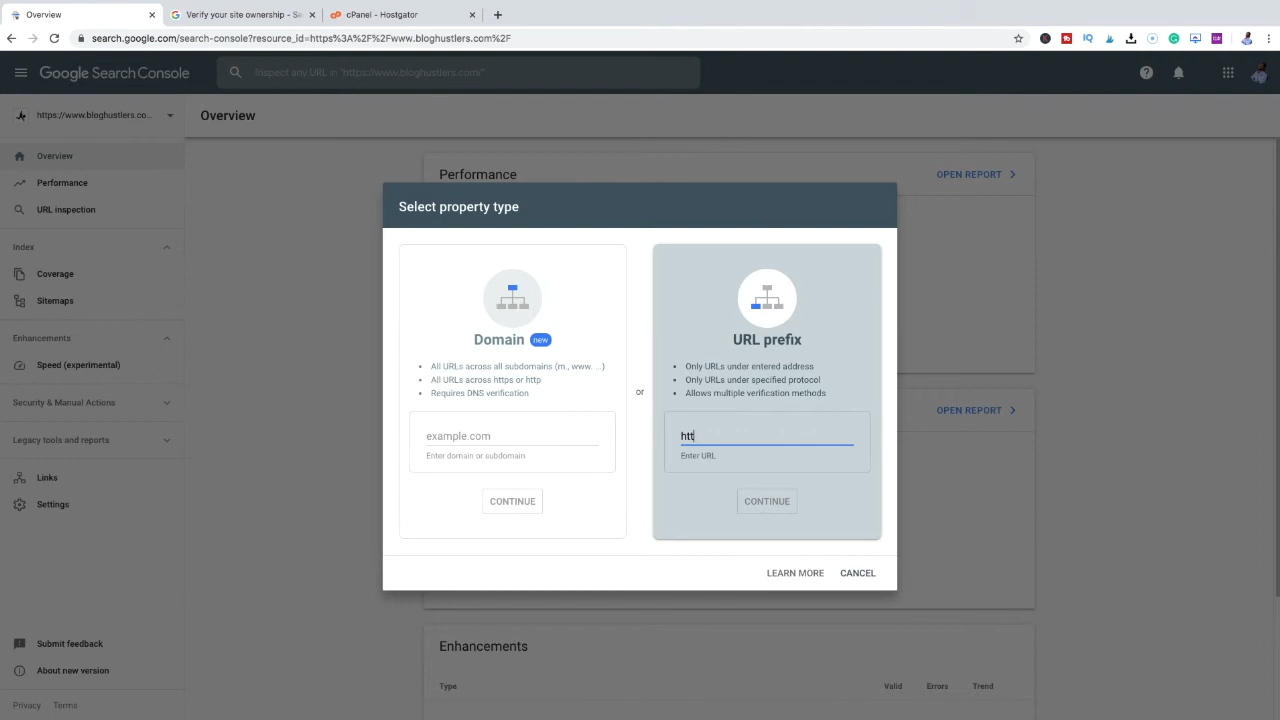 Overview
Verify your site ownership - Se
cPanel - Hostgator
search.google.com/search-console?resource_id=https%3A%2F%2Fwww.bloghustlers.com%2F
Google Search Console
Inspect any URL in "https://www.bloghustlers.com/"
https://www.bloghustlers.co...
Overview
Overview
Performance
URL inspection
Index
Coverage
Sitemaps
Enhancements
Speed (experimental)
Security & Manual Actions
Legacy tools and reports
Links
Settings
Submit feedback
About new version
Privacy Terms
Performance
OPEN REPORT
Select property type
Domain new
All URLs across all subdomains (m., www. ...)
All URLs across https or http
Requires DNS verification
example.com
Enter domain or subdomain
CONTINUE
or
URL prefix
Only URLs under entered address
Only URLs under specified protocol
Allows multiple verification methods
htt
Enter URL
CONTINUE
LEARN MORE CANCEL
OPEN REPORT
Enhancements
Type Valid Errors Trend